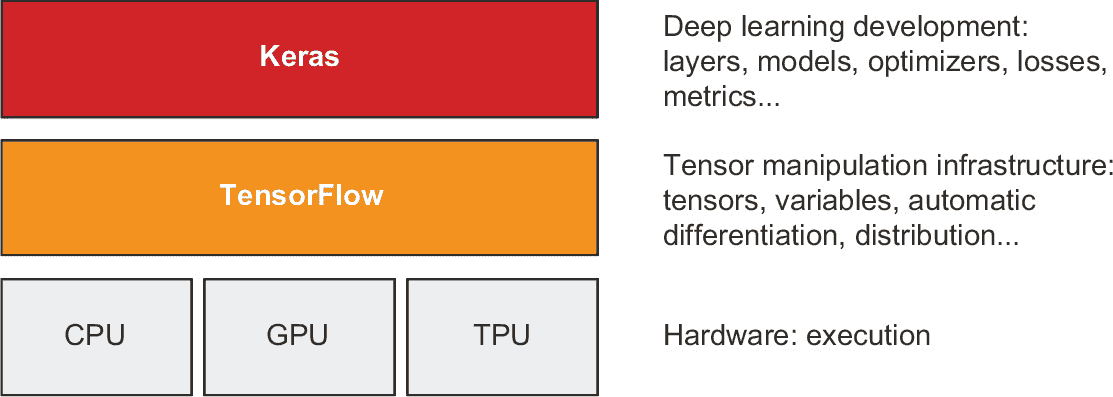 Keras
Deep learning development:
layers, models, optimizers, losses,
metrics...
TensorFlow
Tensor manipulation infrastructure:
tensors, variables, automatic
differentiation, distribution...
CPU
GPU
TPU
Hardware: execution